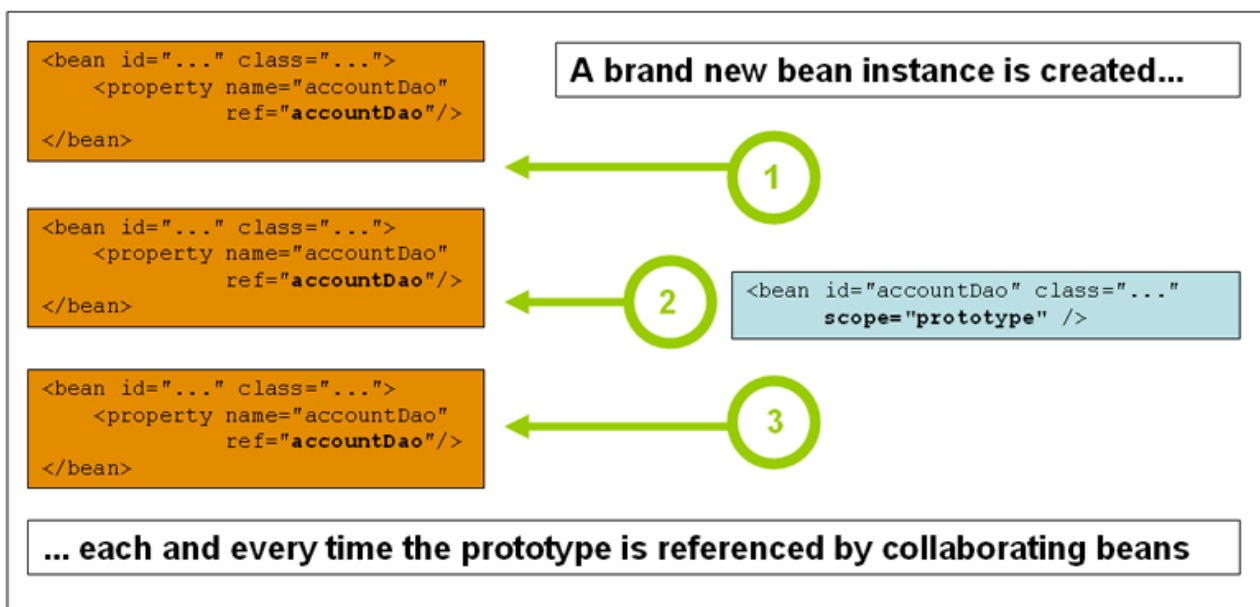 <bean id="..." class="...">
<property name="accountDao"
ref="accountDao"/>
</bean>
A brand new bean instance is created...
1
<bean id="..." class="...">
<property name="accountDao"
ref="accountDao"/>
</bean>
2
<bean id="accountDao" class="..."
scope="prototype" />
<bean id="..." class="...">
<property name="accountDao"
ref="accountDao"/>
</bean>
3
... each and every time the prototype is referenced by collaborating beans